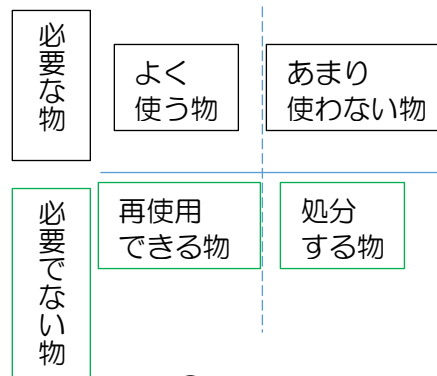 必要な物
よく
使う物
あまり
使わない物
必要でない物
再使用
できる物
処分
する物